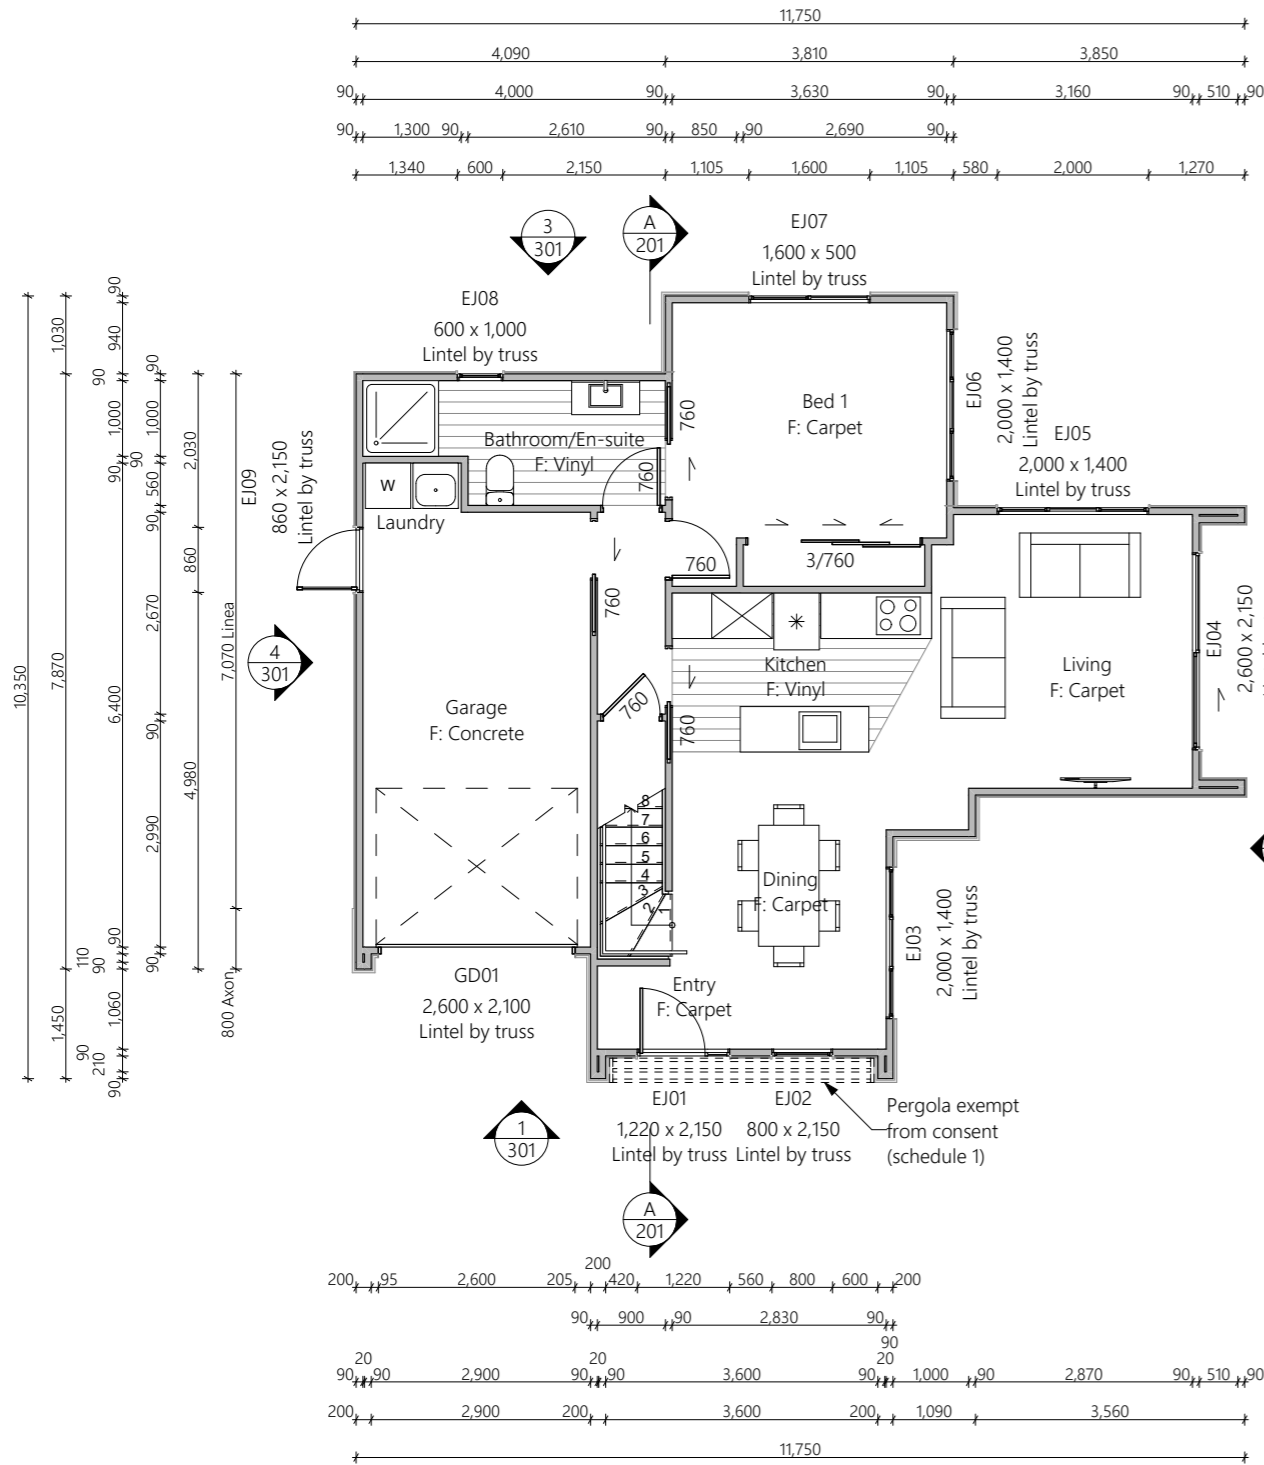 11,750
4,090 3,810 3,850
90 4,000 90 3,630 90 3,160 90 510 90
90 1,300 90 2,610 90 850 90 2,690 90
1,340 600 2,150 1,105 1,600 1,105 580 2,000 1,270
3
301
A
201
EJ07
1,600 x 500
Lintel by truss
EJ08
600 x 1,000
Lintel by truss
EJ06
2,000 x 1,400
Lintel by truss
EJ05
2,000 x 1,400
Lintel by truss
EJ09
860 x 2,150
Lintel by truss
Bed 1
F: Carpet
760
Bathroom/En-suite
F: Vinyl
760
W
Laundry
760
3/760
760
EJ04
2,600 x 2,150
4
301
Kitchen
F: Vinyl
Living
F: Carpet
Garage
F: Concrete
760
760
8
7
6
5
4
3
2
1
Dining
F: Carpet
EJ03
2,000 x 1,400
Lintel by truss
Entry
F: Carpet
GD01
2,600 x 2,100
Lintel by truss
EJ01
1,220 x 2,150
Lintel by truss
EJ02
800 x 2,150
Lintel by truss
Pergola exempt
from consent
(schedule 1)
1
301
A
201
10,350
1,030 7,870 1,450
90 940 90 1,000 90 6,400 90 110 90 1,060 90 210 90
90 1,000 90 560 90 2,670 90 2,990 90
2,030 860 4,980
7,070 Linea
800 Axon
200 95 2,600 205 200 420 1,220 560 800 600 200
90 900 90 2,830 90
90 20 90 2,900 90 20 90 3,600 90 20 90 1,000 90 2,870 90 510 90
200 2,900 200 3,600 200 1,090 3,560
11,750